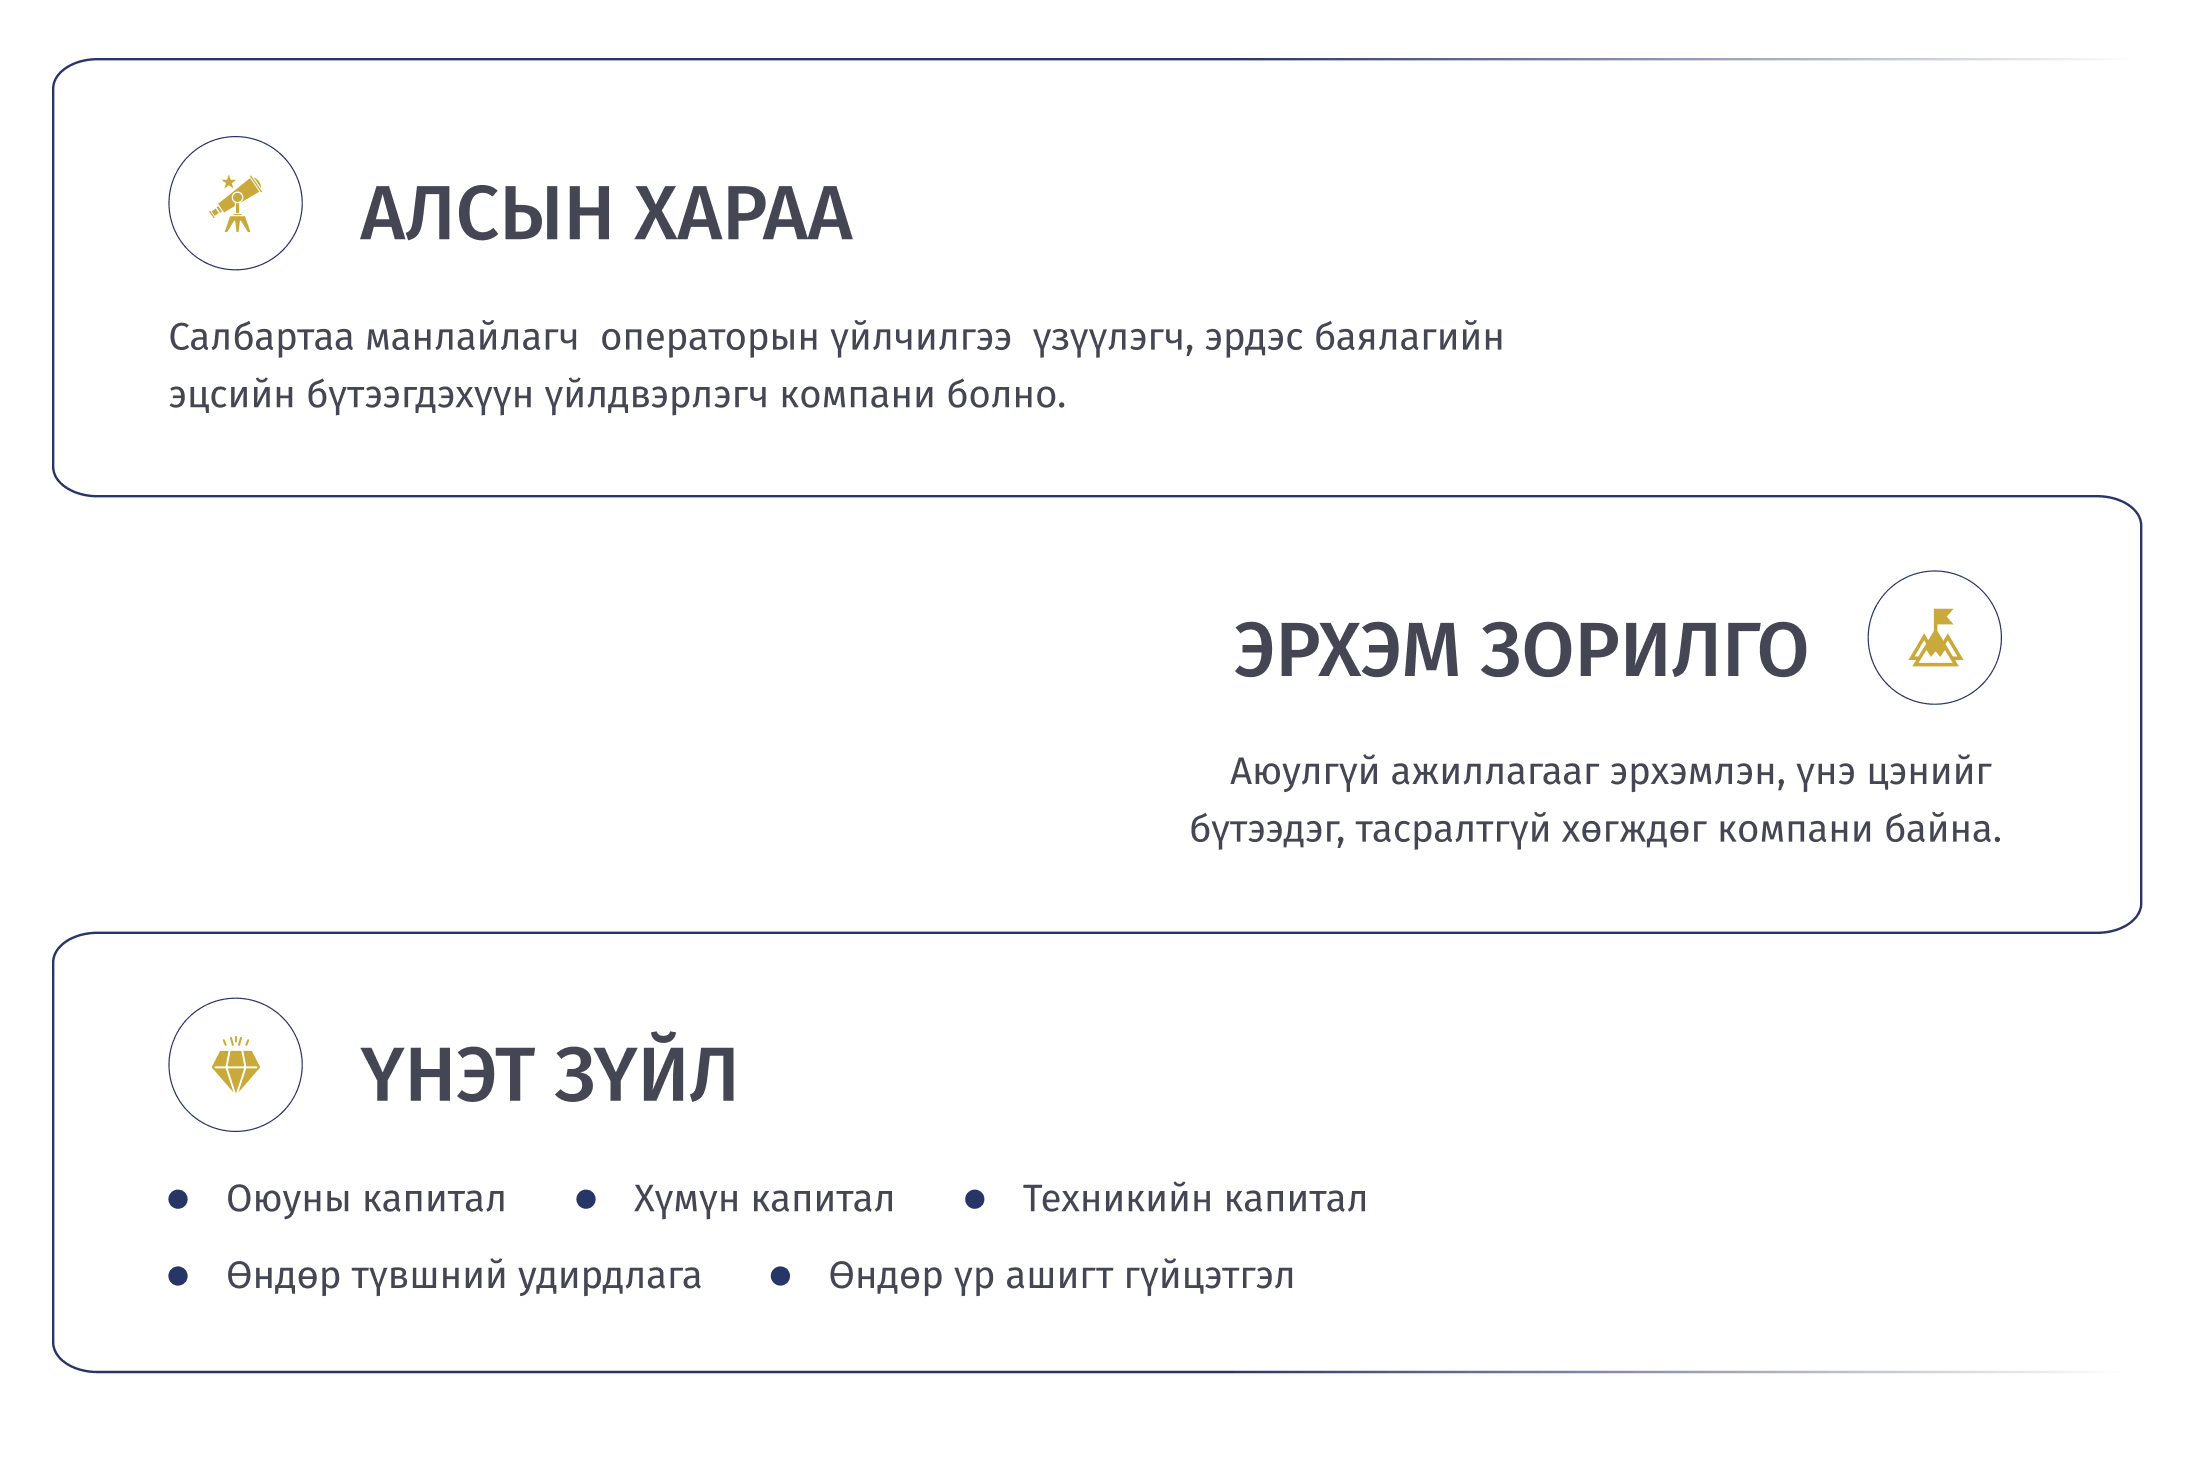 АЛСЫН ХАРАА
Салбартаа манлайлагч  операторын үйлчилгээ  үзүүлэгч, эрдэс баялагийн
эцсийн бүтээгдэхүүн үйлдвэрлэгч компани болно.
ЭРХЭМ ЗОРИЛГО
Аюулгүй ажиллагааг эрхэмлэн, үнэ цэнийг
бүтээдэг, тасралтгүй хөгждөг компани байна.
ҮНЭТ ЗҮЙЛ
● Оюуны капитал ● Хүмүн капитал ● Техникийн капитал
● Өндөр түвшний удирдлага ● Өндөр үр ашигт гүйцэтгэл